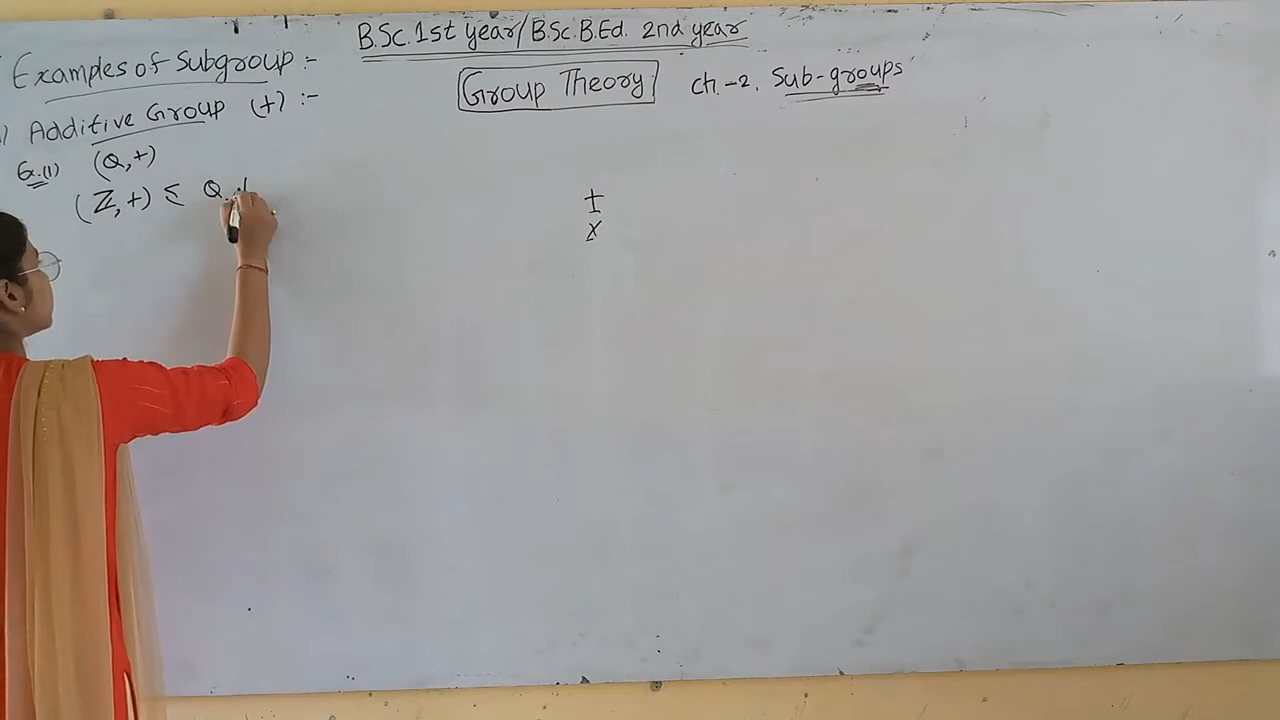 B.Sc. 1st year/B.Sc. B.Ed. 2nd year
Group Theory ch.-2. Sub-groups
Examples of Subgroup :-
) Additive Group (+) :-
Ex.(1) (Q,+)
(Z,+) ≤ Q,
+
x